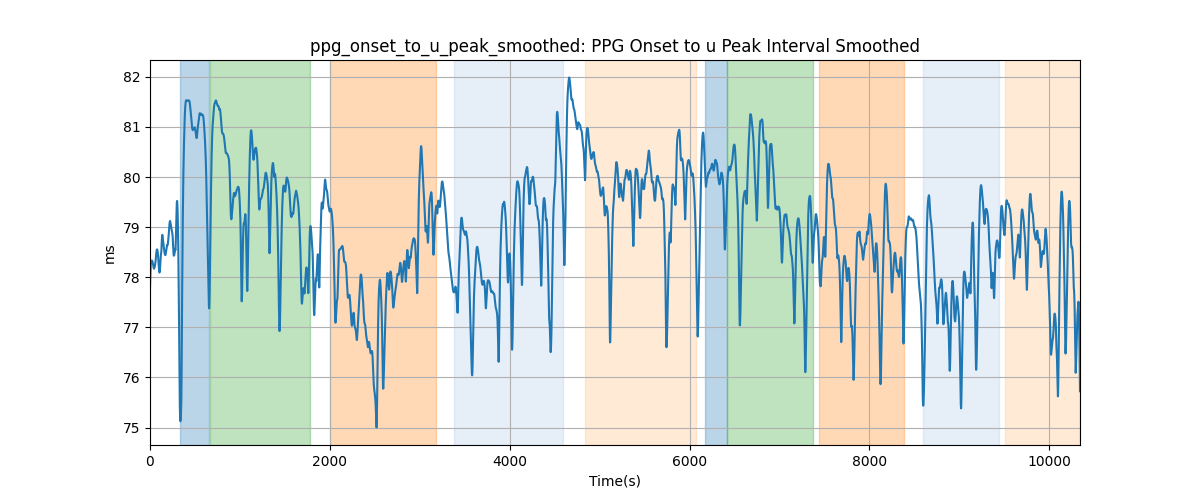 ppg_onset_to_u_peak_smoothed: PPG Onset to u Peak Interval Smoothed
82
81
80
79
78
77
76
75
ms
0 2000 4000 6000 8000 10000
Time(s)